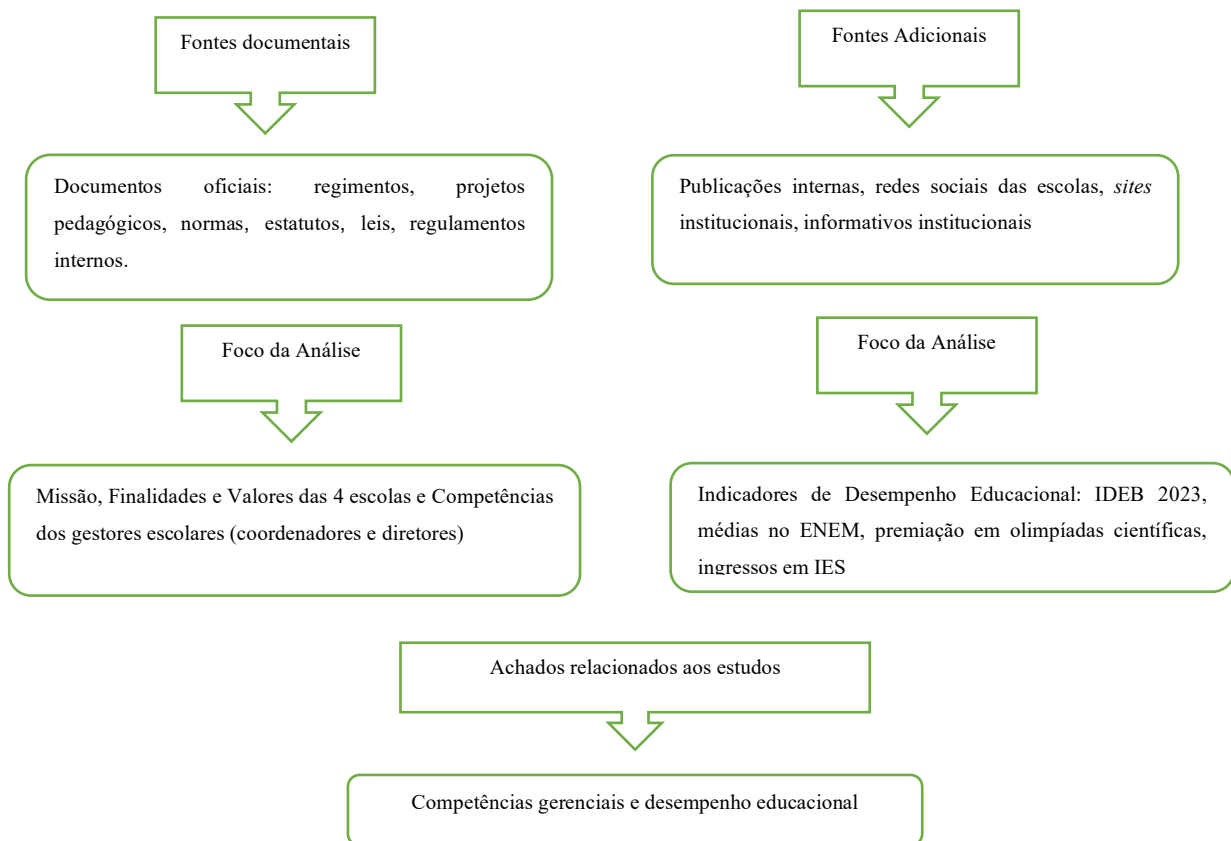 Fontes documentais
Fontes Adicionais
Documentos oficiais: regimentos, projetos
pedagógicos, normas, estatutos, leis, regulamentos
internos.
Publicações internas, redes sociais das escolas, sites
institucionais, informativos institucionais
Foco da Análise
Foco da Análise
Missão, Finalidades e Valores das 4 escolas e Competências
dos gestores escolares (coordenadores e diretores)
Indicadores de Desempenho Educacional: IDEB 2023,
médias no ENEM, premiação em olimpíadas científicas,
ingressos em IES
Achados relacionados aos estudos
Competências gerenciais e desempenho educacional